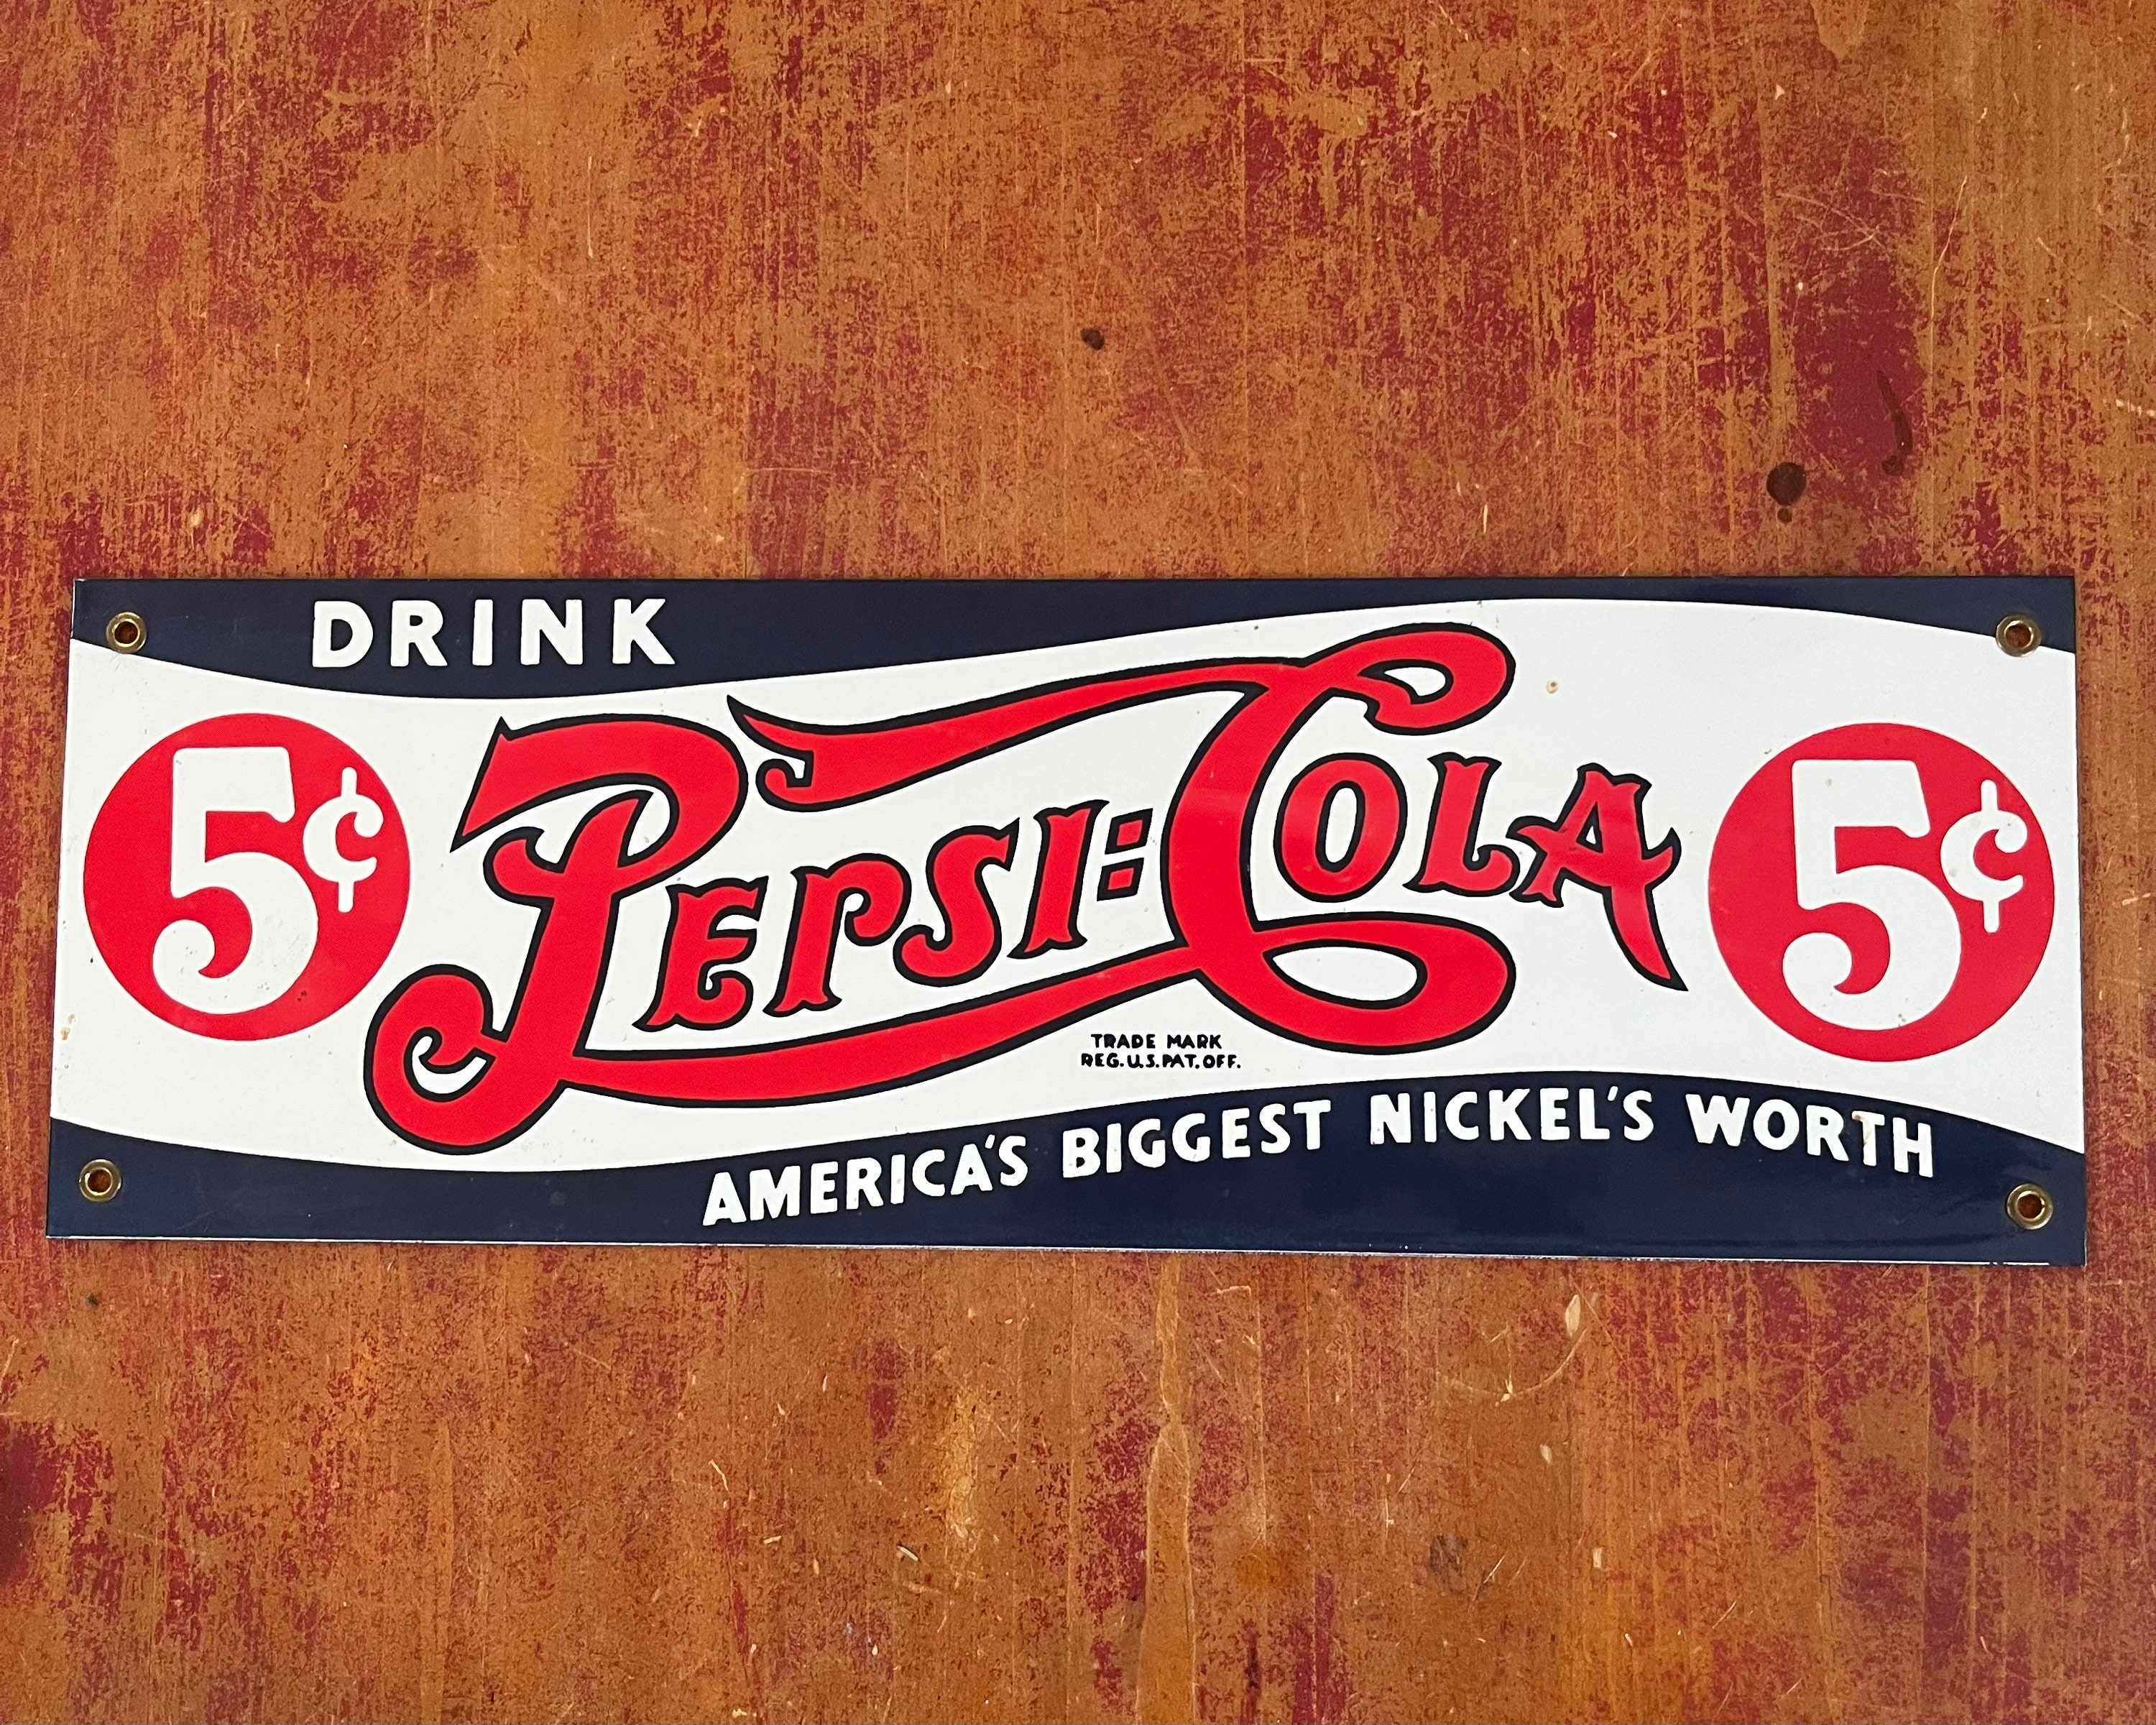 DRINK
5¢
PEPSI:COLA
5¢
TRADE MARK
REG.U.S.PAT.OFF.
AMERICA'S BIGGEST NICKEL'S WORTH